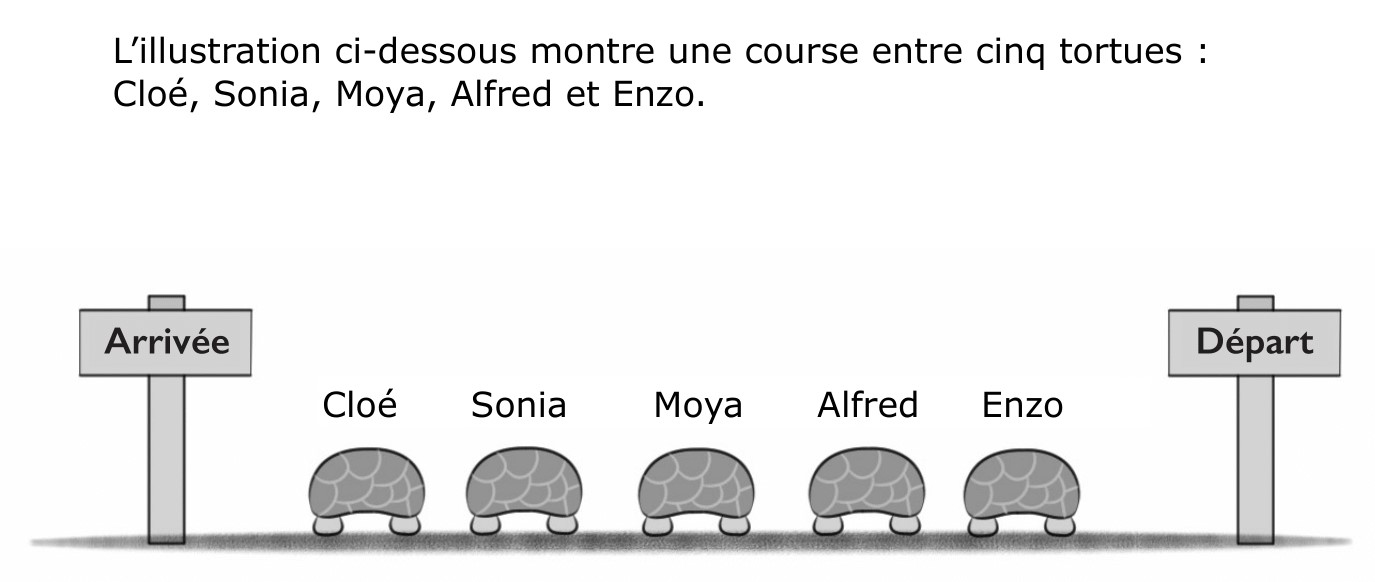 L’illustration ci-dessous montre une course entre cinq tortues :
Cloé, Sonia, Moya, Alfred et Enzo.
Arrivée
Départ
Cloé Sonia Moya Alfred Enzo